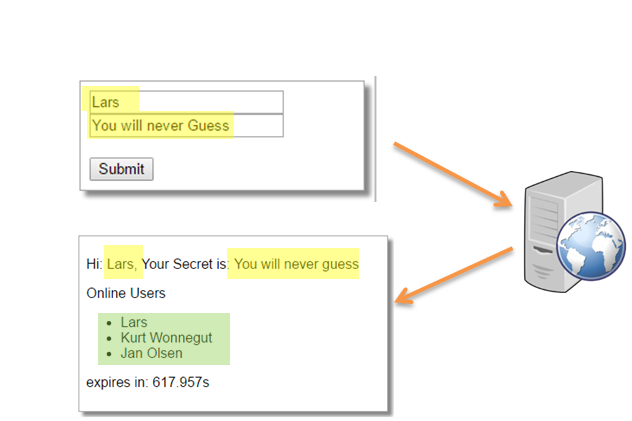 Lars
You will never Guess
Submit
Hi: Lars, Your Secret is: You will never guess
Online Users
Lars
Kurt Wonnegut
Jan Olsen
expires in: 617.957s